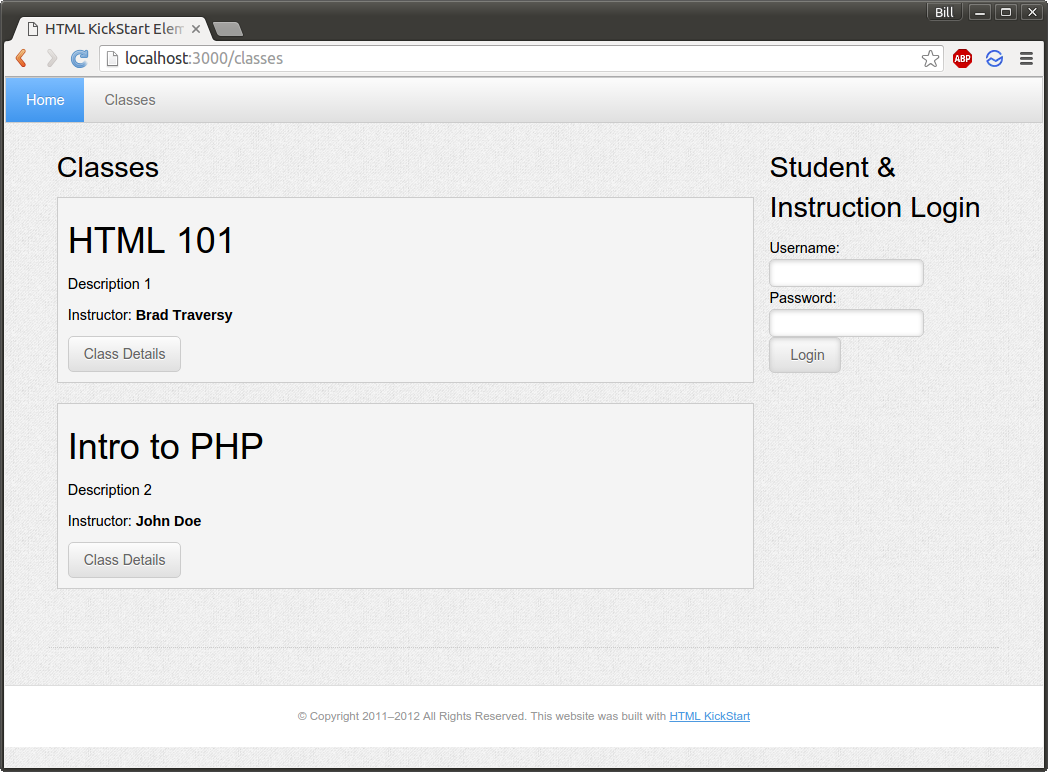 Bill
HTML KickStart Elem
localhost:3000/classes
ABP
Home
Classes
Classes
HTML 101
Description 1
Instructor: Brad Traversy
Class Details
Intro to PHP
Description 2
Instructor: John Doe
Class Details
Student &
Instruction Login
Username:
Password:
Login
© Copyright 2011–2012 All Rights Reserved. This website was built with HTML KickStart